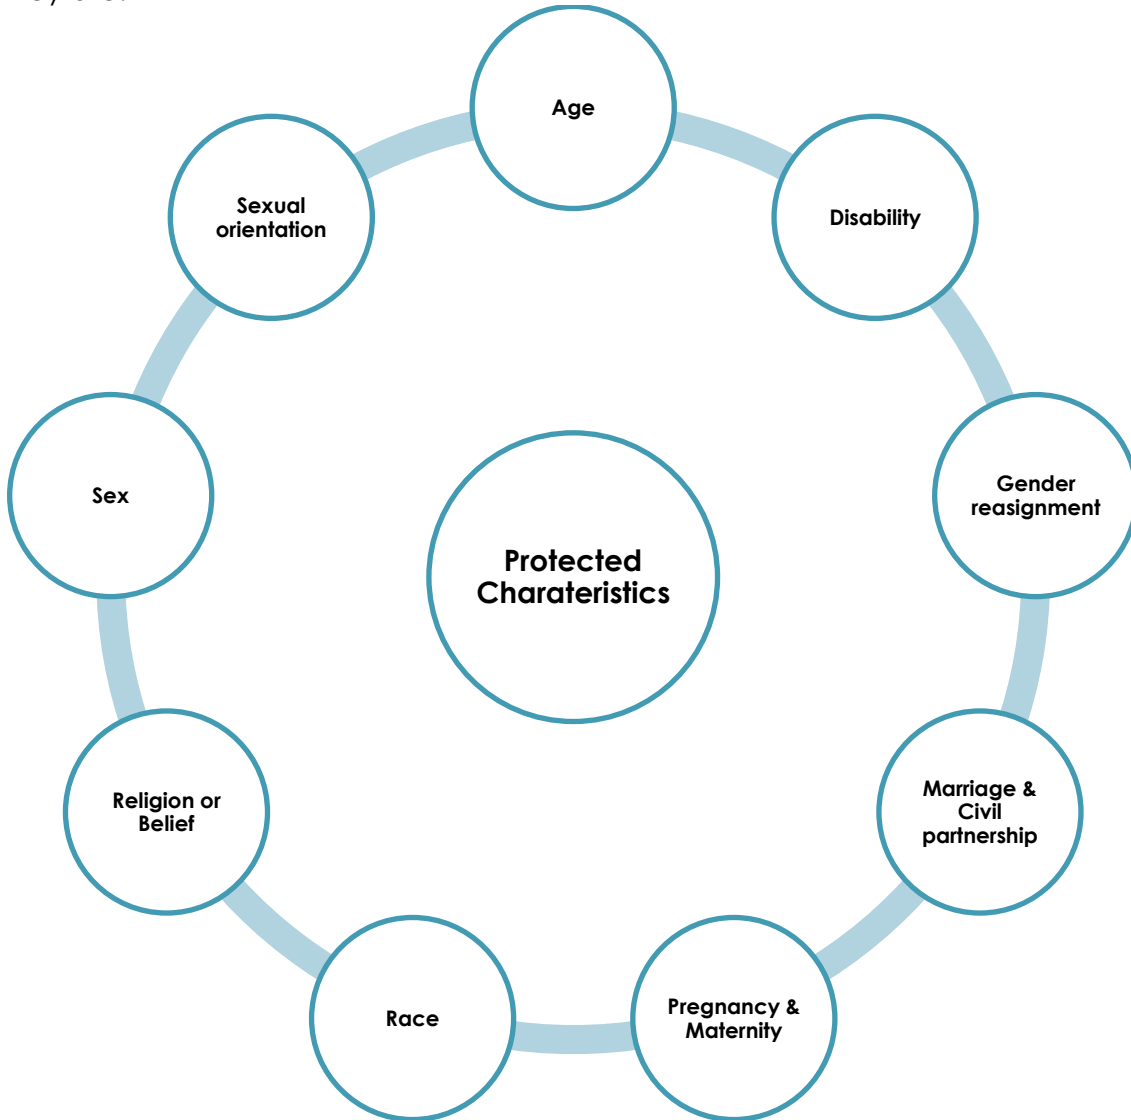 Age
Disability
Gender
reasignment
Marriage &
Civil
partnership
Pregnancy &
Maternity
Race
Religion or
Belief
Sex
Sexual
orientation
Protected
Charateristics